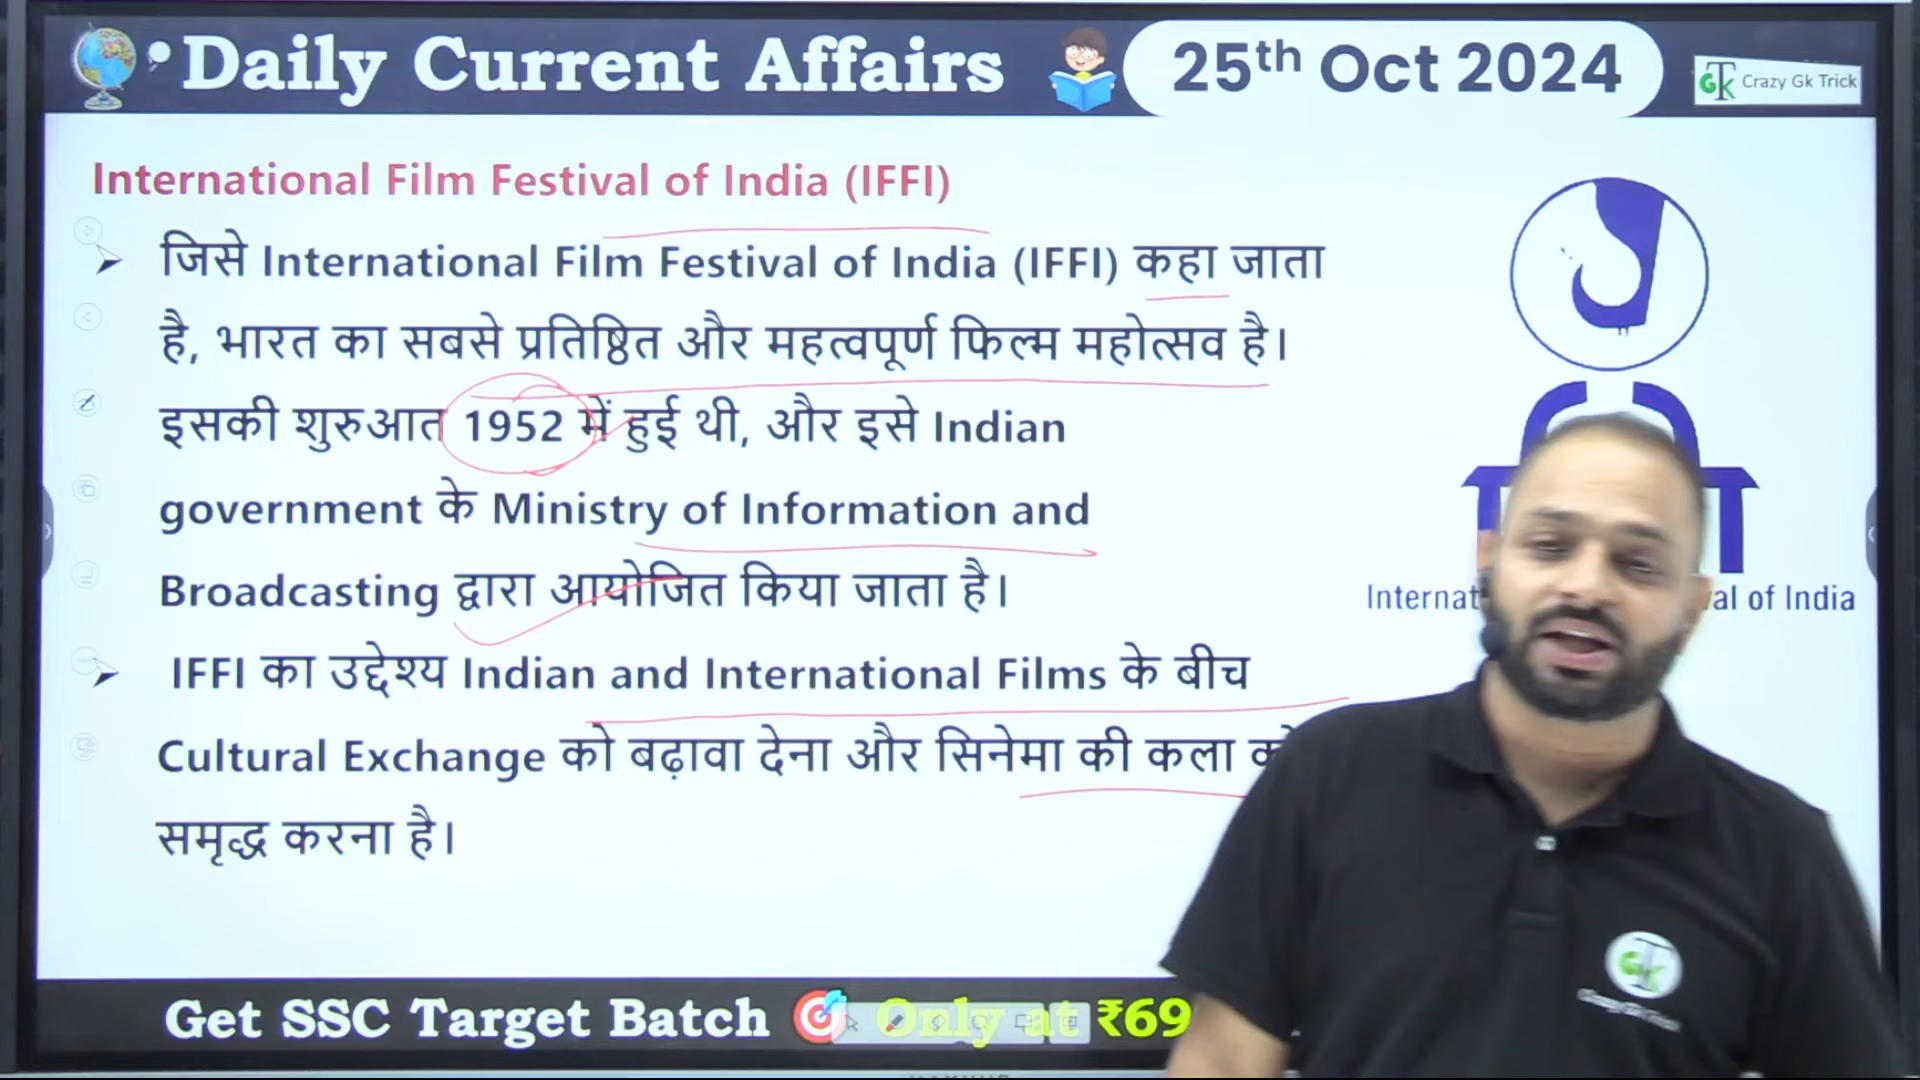 Daily Current Affairs
25th Oct 2024
Crazy Gk Trick
International Film Festival of India (IFFI)
जिसे International Film Festival of India (IFFI) कहा जाता
है, भारत का सबसे प्रतिष्ठित और महत्वपूर्ण फिल्म महोत्सव है।
इसकी शुरुआत 1952 में हुई थी, और इसे Indian
government के Ministry of Information and
Broadcasting द्वारा आयोजित किया जाता है।
IFFI का उद्देश्य Indian and International Films के बीच
Cultural Exchange को बढ़ावा देना और सिनेमा की कला
समृद्ध करना है।
of India
Get SSC Target Batch Only at ₹69